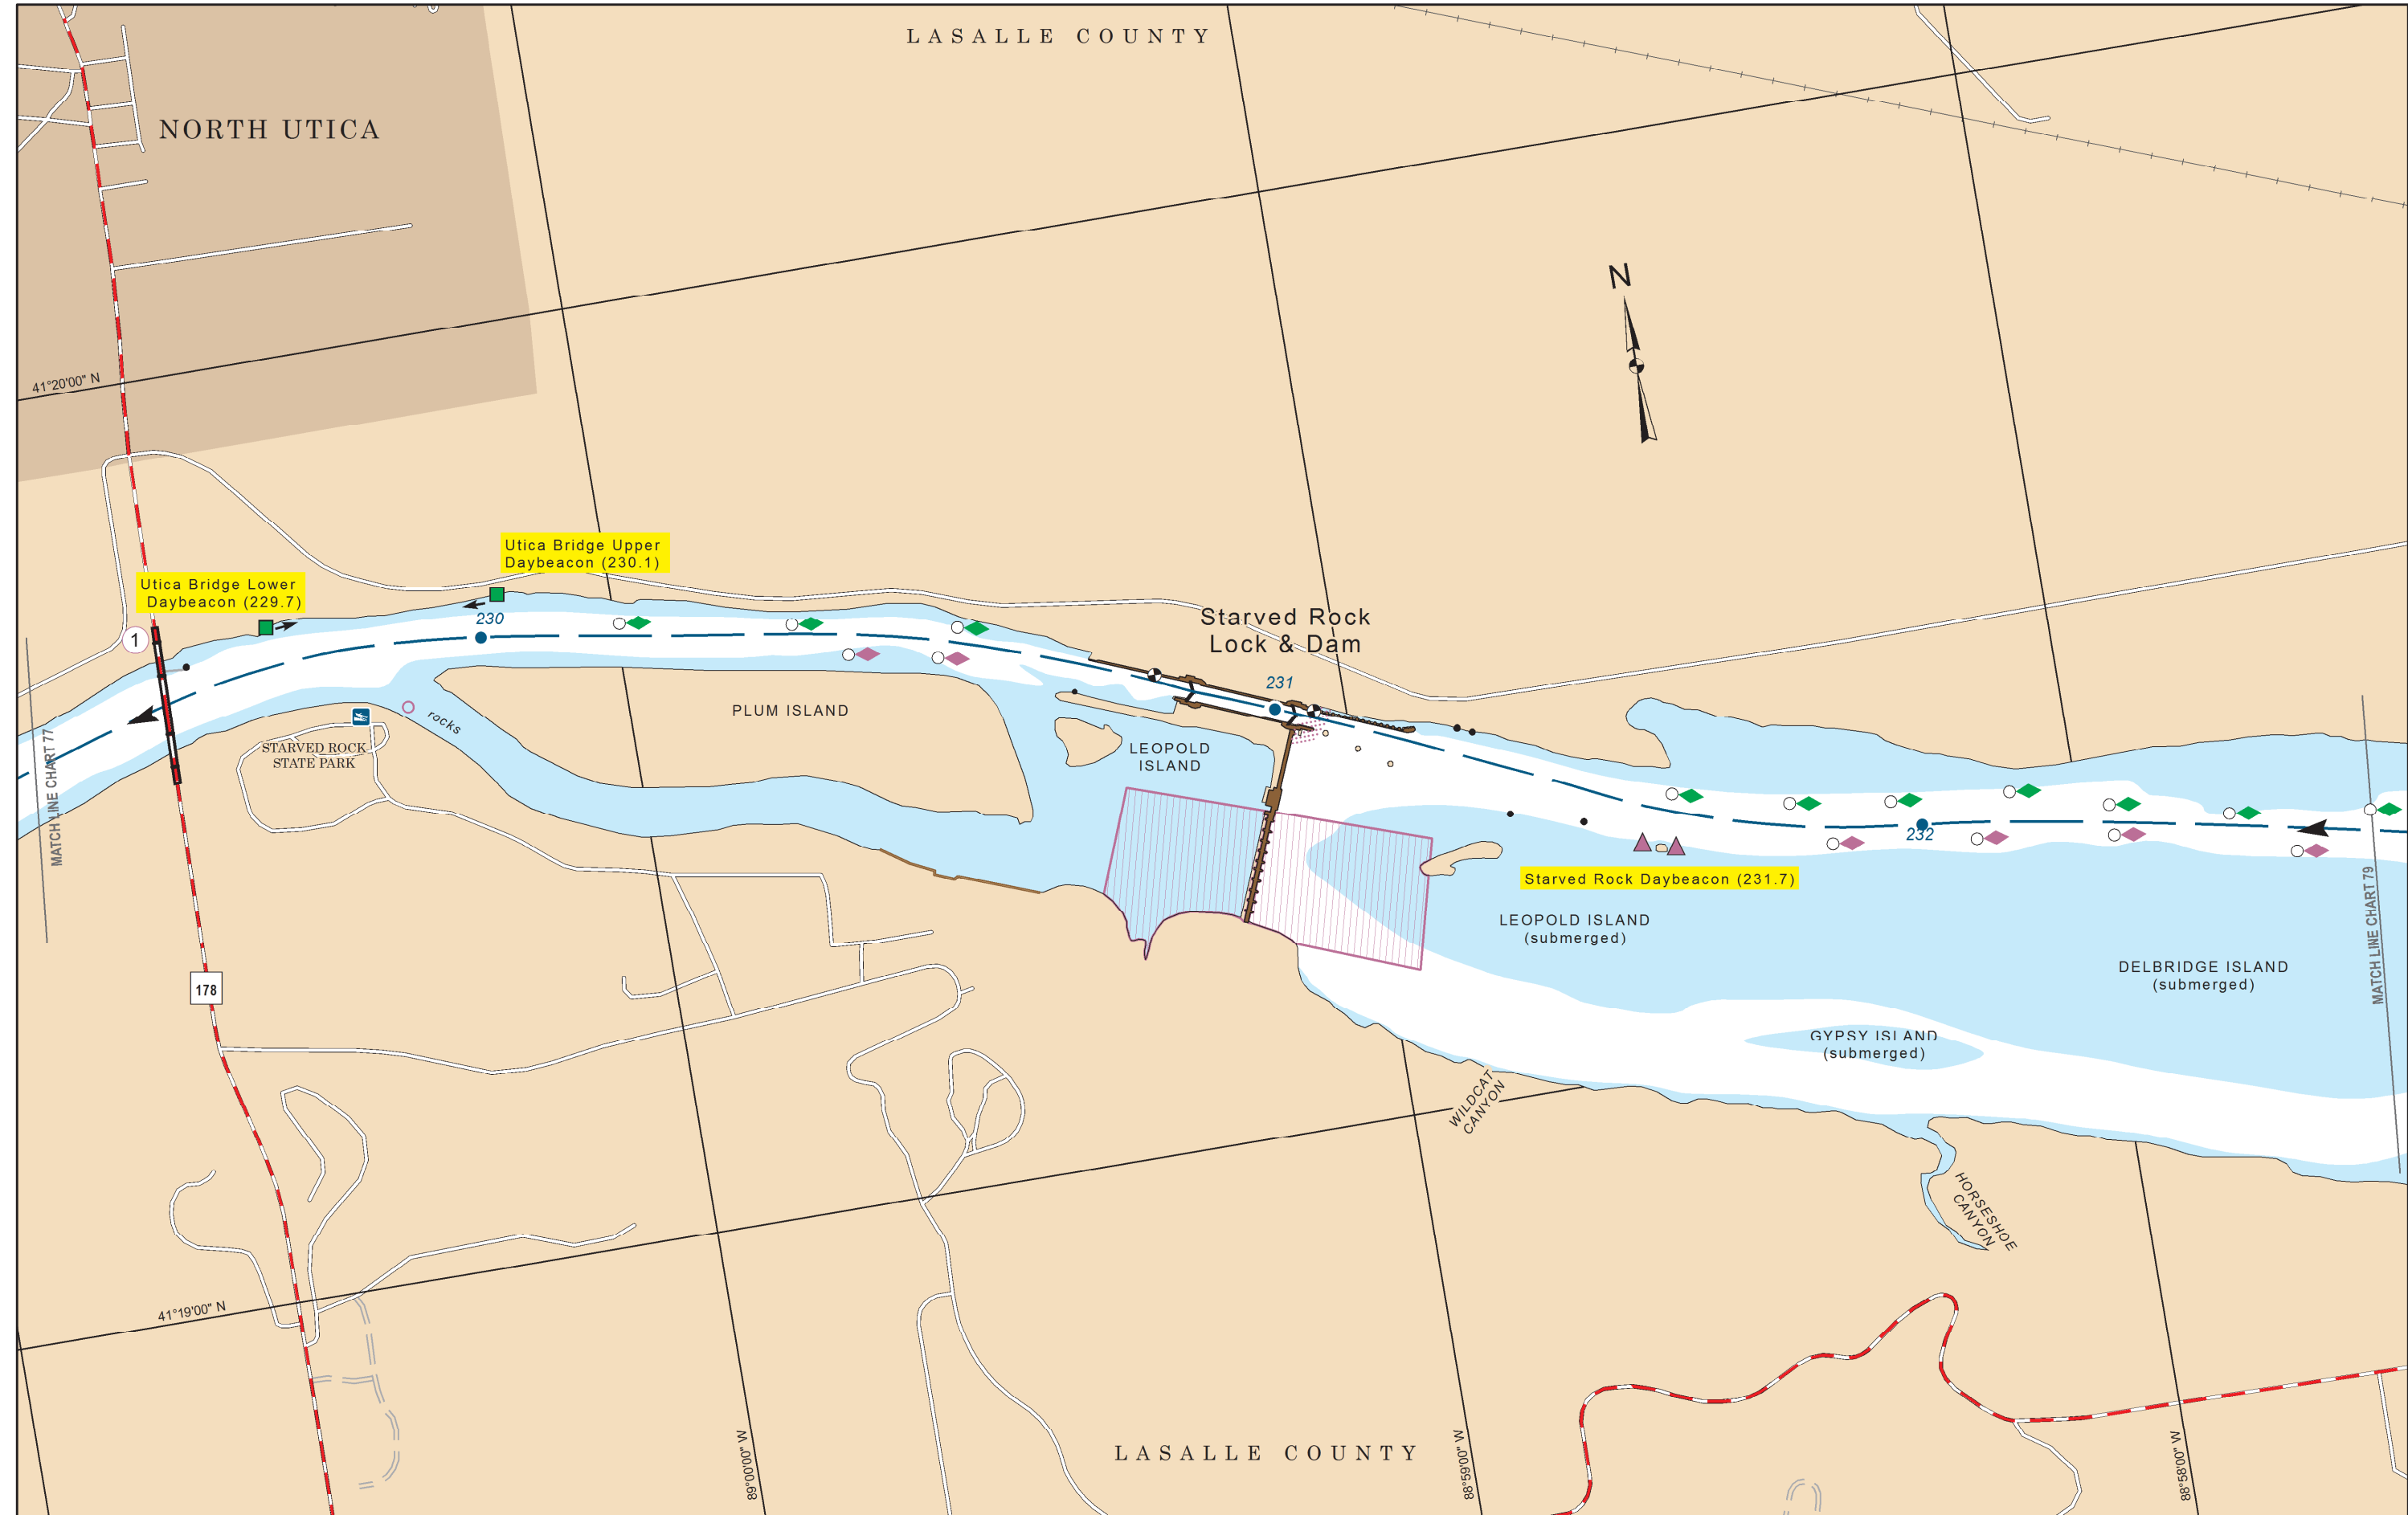 LASALLE COUNTY
NORTH UTICA
N
41°20'00" N
Utica Bridge Upper
Daybeacon (230.1)
Utica Bridge Lower
Daybeacon (229.7)
230
1
Starved Rock
Lock & Dam
231
PLUM ISLAND
rocks
STARVED ROCK
STATE PARK
LEOPOLD
ISLAND
MATCH LINE CHART 77
232
Starved Rock Daybeacon (231.7)
LEOPOLD ISLAND
(submerged)
MATCH LINE CHART 79
DELBRIDGE ISLAND
(submerged)
178
GYPSY ISLAND
(submerged)
WILDCAT
CANYON
HORSESHOE
CANYON
41°19'00" N
LASALLE COUNTY
89°00'00" W
88°59'00" W
88°58'00" W